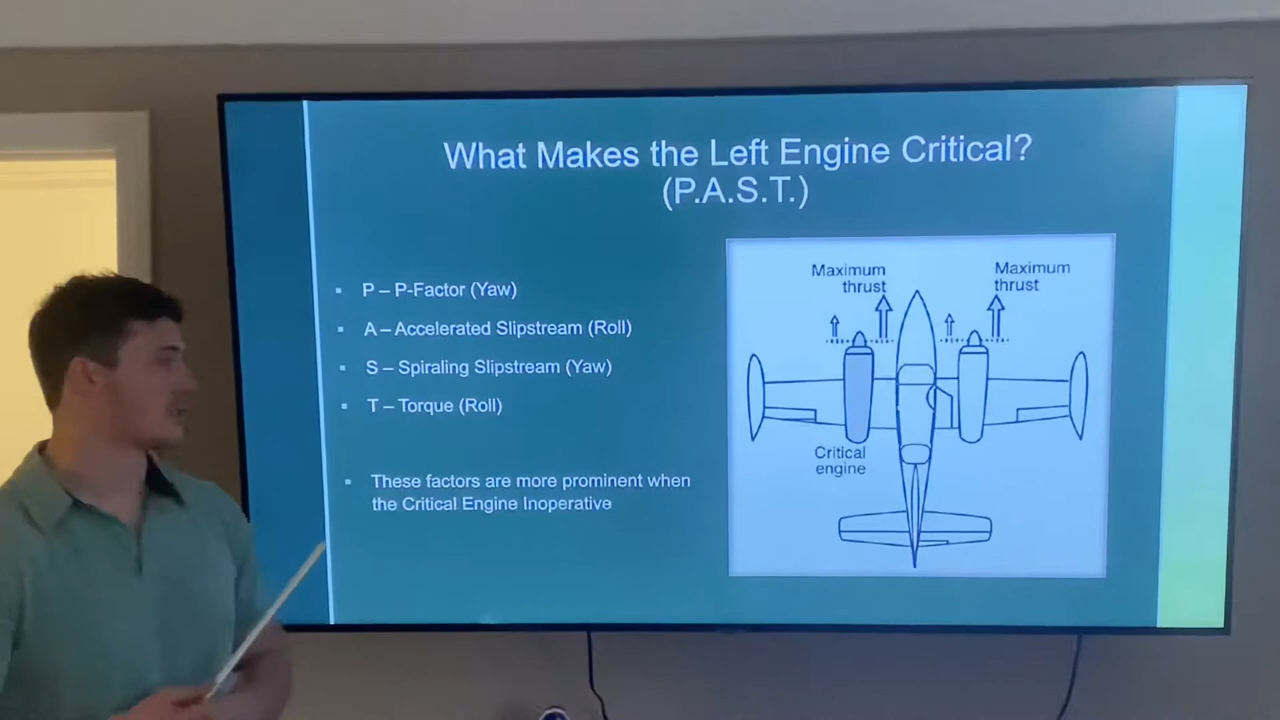 What Makes the Left Engine Critical?
(P.A.S.T.)
▪ P – P-Factor (Yaw)
▪ A – Accelerated Slipstream (Roll)
▪ S – Spiraling Slipstream (Yaw)
▪ T – Torque (Roll)
▪ These factors are more prominent when
the Critical Engine Inoperative
Maximum
thrust
Maximum
thrust
Critical
engine